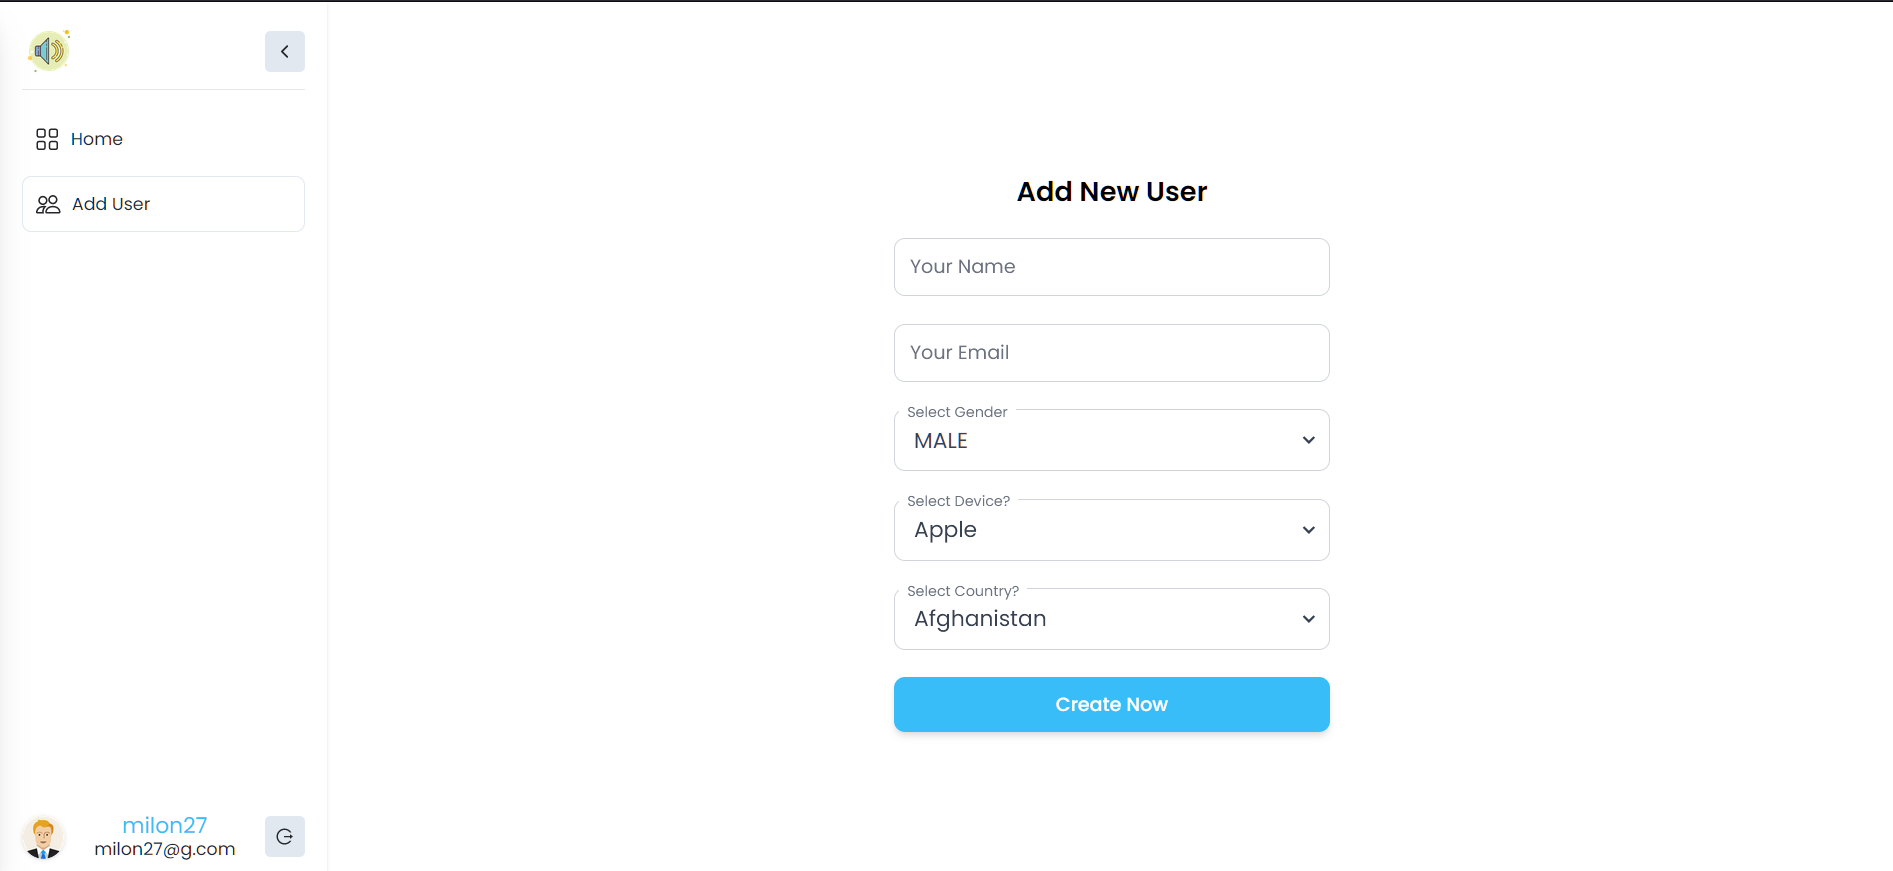 Home
Add User
milon27
milon27@g.com
Add New User
Your Name
Your Email
Select Gender
MALE
Select Device?
Apple
Select Country?
Afghanistan
Create Now